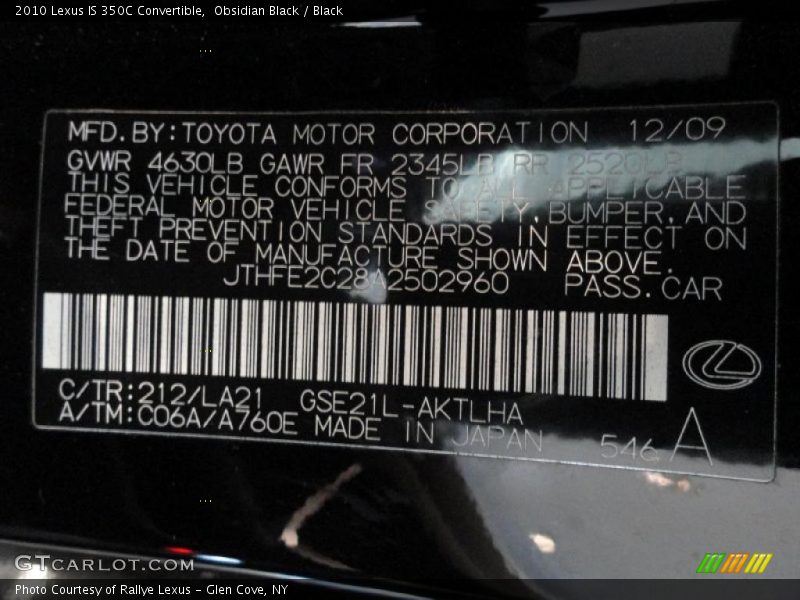 2010 Lexus IS 350C Convertible,  Obsidian Black / Black
MFD.BY:TOYOTA MOTOR CORPORATION 12/09
GVWR 4630LB GAWR FR 2345LB RR 2520LB
THIS VEHICLE CONFORMS TO ALL APPLICABLE
FEDERAL MOTOR VEHICLE SAFETY,BUMPER,AND
THEFT PREVENTION STANDARDS IN EFFECT ON
THE DATE OF MANUFACTURE SHOWN ABOVE.
JTHFE2C28A2502960 PASS.CAR
C/TR:212/LA21 GSE21L-AKTLHA
A/TM:C06A/A760E MADE IN JAPAN 546 A
GTCARLOT.COM
Photo Courtesy of Rallye Lexus - Glen Cove, NY